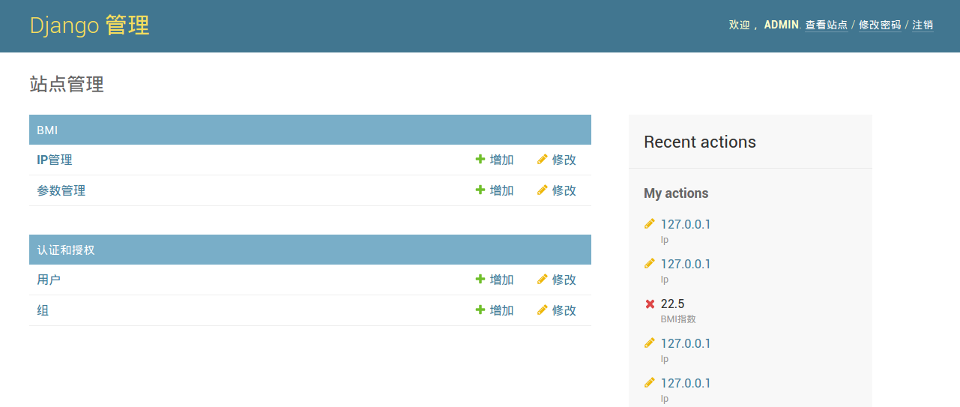 Django 管理
欢迎， ADMIN. 查看站点 / 修改密码 / 注销
站点管理
BMI
IP管理 增加 修改
参数管理 增加 修改
认证和授权
用户 增加 修改
组 增加 修改
Recent actions
My actions
127.0.0.1
Ip
127.0.0.1
Ip
22.5
BMI指数
127.0.0.1
Ip
127.0.0.1
Ip